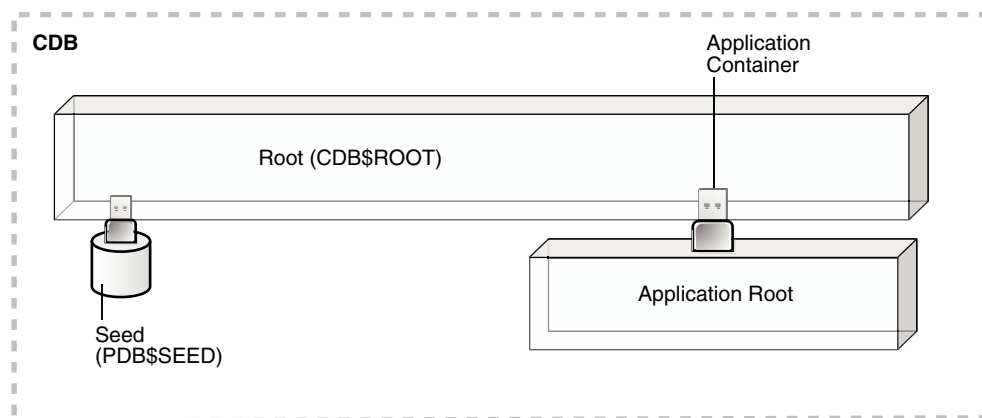 CDB
Application
Container
Root (CDB$ROOT)
Application Root
Seed
(PDB$SEED)